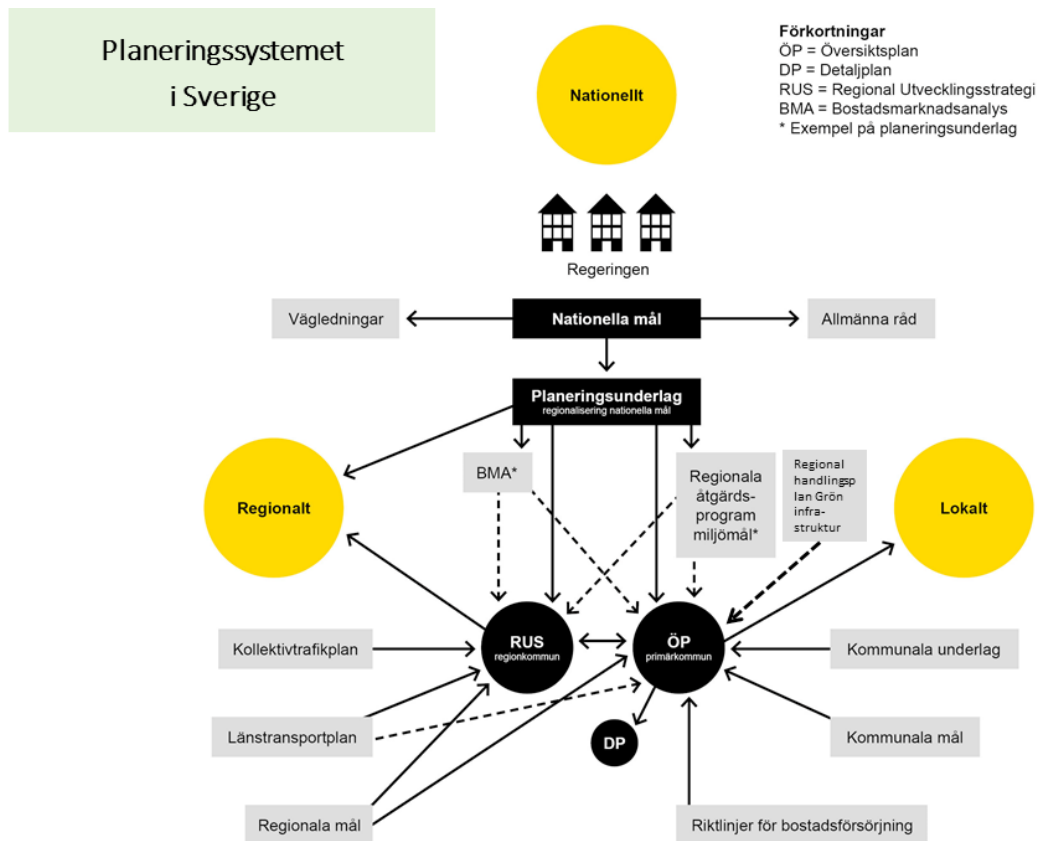 Planeringssystemet
i Sverige
Nationellt
Förkortningar
ÖP = Översiktsplan
DP = Detaljplan
RUS = Regional Utvecklingsstrategi
BMA = Bostadsmarknadsanalys
* Exempel på planeringsunderlag
Regeringen
Vägledningar
Nationella mål
Allmänna råd
Planeringsunderlag
regionalisering nationella mål
Regionalt
BMA*
Regionala
åtgärds-
program
miljömål*
Regional
handlingsp
lan Grön
infra-
struktur
Lokalt
Kollektivtrafikplan
RUS
regionkommun
ÖP
primärkommun
Kommunala underlag
Länstransportplan
DP
Kommunala mål
Regionala mål
Riktlinjer för bostadsförsörjning